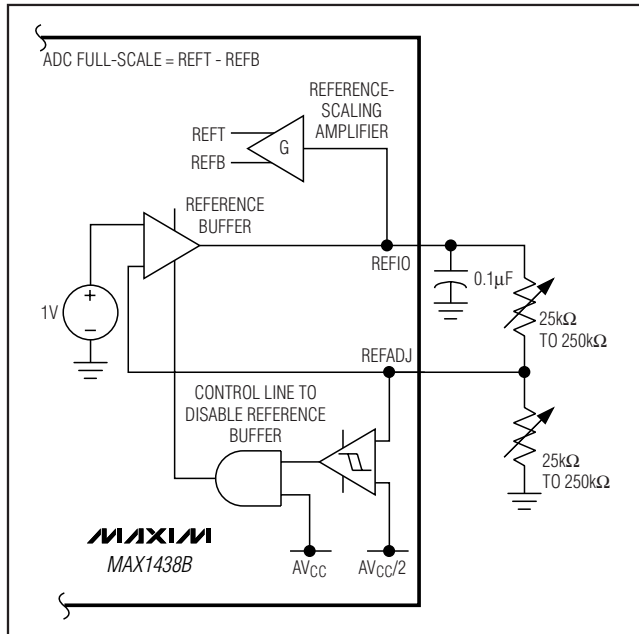 ADC FULL-SCALE = REFT - REFB
REFERENCE-
SCALING
AMPLIFIER
REFT
REFB
G
REFERENCE
BUFFER
REFIO
0.1µF
1V
+
−
25kΩ
TO 250kΩ
REFADJ
CONTROL LINE TO
DISABLE REFERENCE
BUFFER
25kΩ
TO 250kΩ
MAXIM
MAX1438B
AVCC
AVCC/2